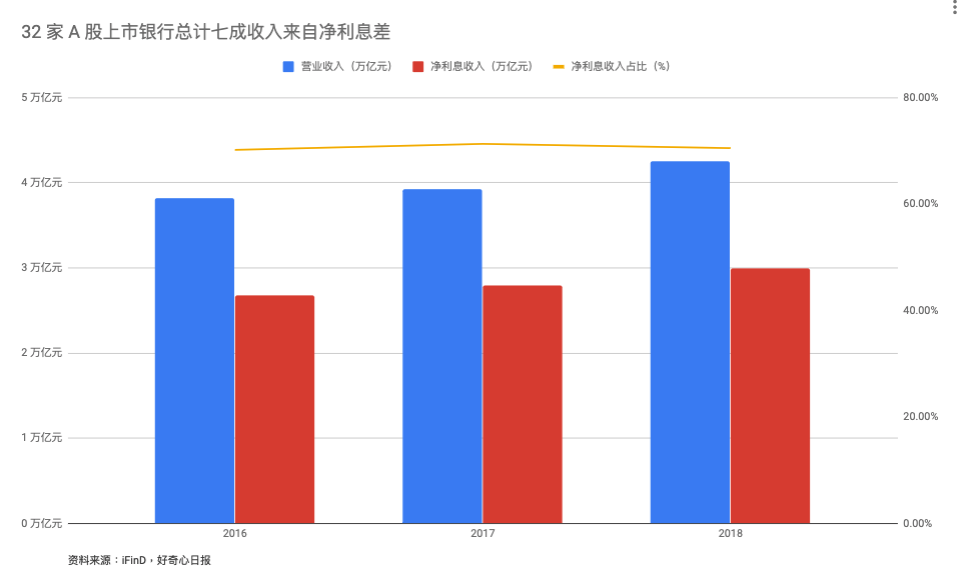 32 家 A 股上市银行总计七成收入来自净利息差
营业收入（万亿元） 净利息收入（万亿元） 净利息收入占比（%）
5 万亿元 80.00%
4 万亿元
60.00%
3 万亿元
40.00%
2 万亿元
20.00%
1 万亿元
0 万亿元 0.00%
2016 2017 2018
资料来源：iFinD，好奇心日报